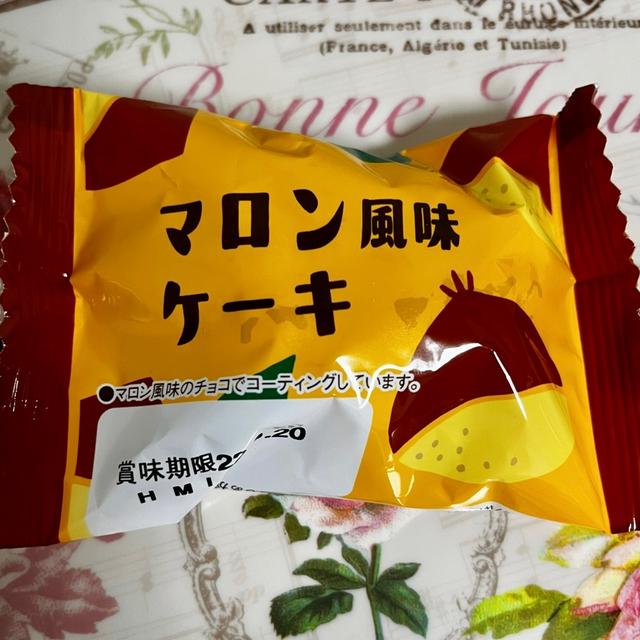 A utiliser seulement dans le
(France, Algérie et Tunisie)
Bonne
マロン風味
ケーキ
●マロン風味のチョコでコーティングしています。
賞味期限
H M